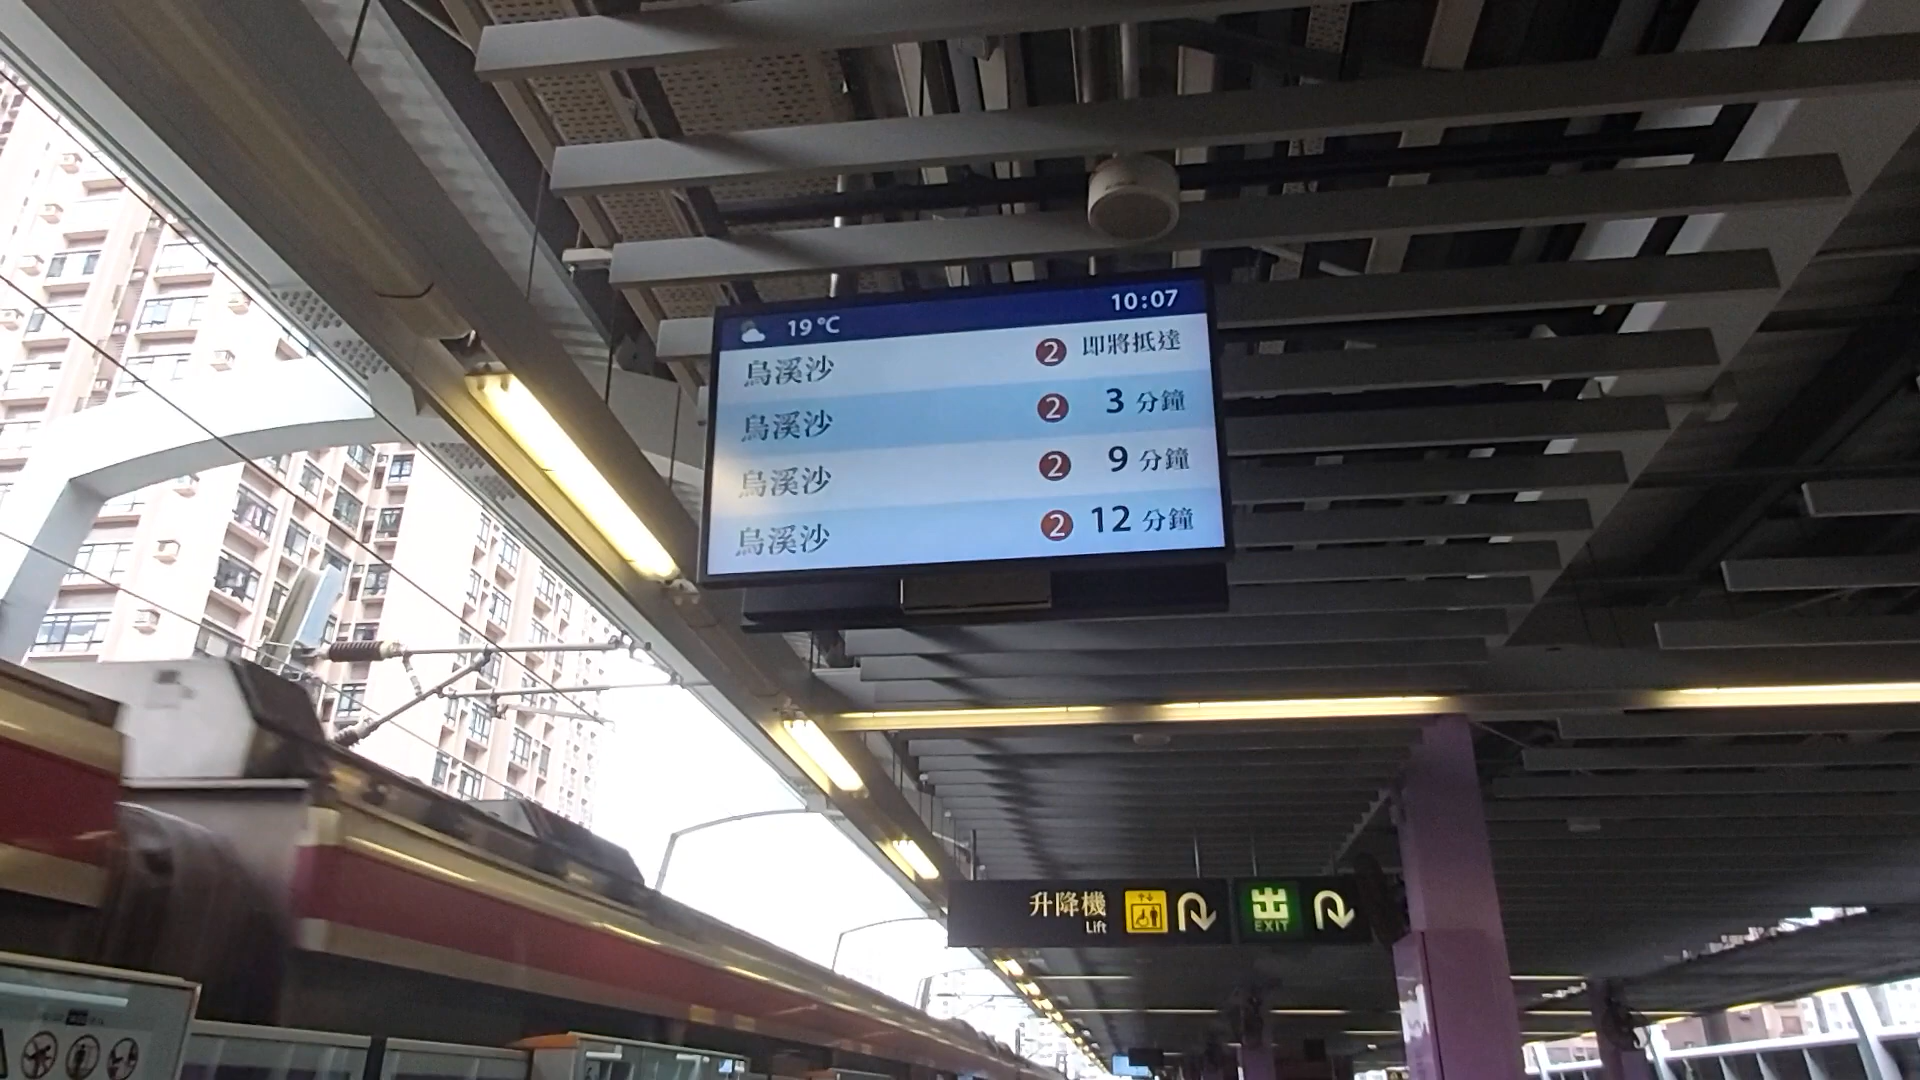 19°C 10:07
烏溪沙 2 即將抵達
烏溪沙 2 3 分鐘
烏溪沙 2 9 分鐘
烏溪沙 2 12 分鐘
升降機
Lift
出
EXIT